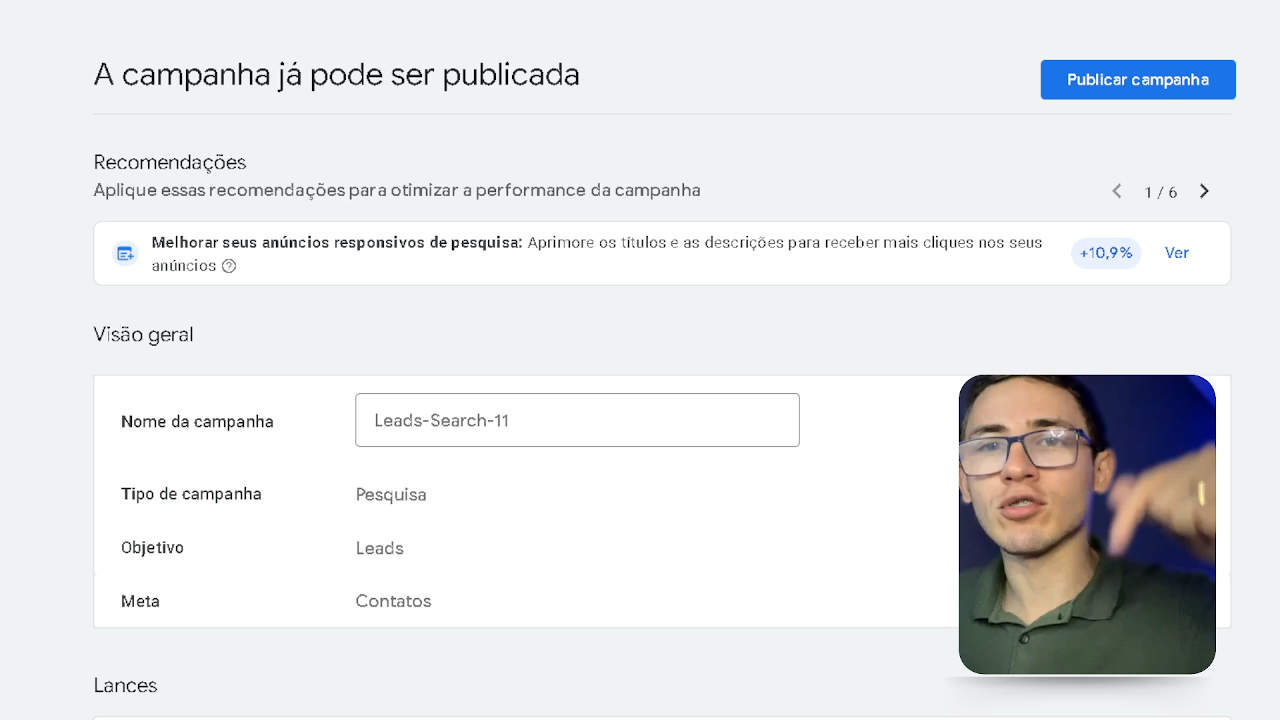 A campanha já pode ser publicada
Publicar campanha
Recomendações
Aplique essas recomendações para otimizar a performance da campanha
1 / 6
Melhorar seus anúncios responsivos de pesquisa: Aprimore os títulos e as descrições para receber mais cliques nos seus
anúncios
+10,9%
Ver
Visão geral
Nome da campanha
Leads-Search-11
Tipo de campanha
Pesquisa
Objetivo
Leads
Meta
Contatos
Lances